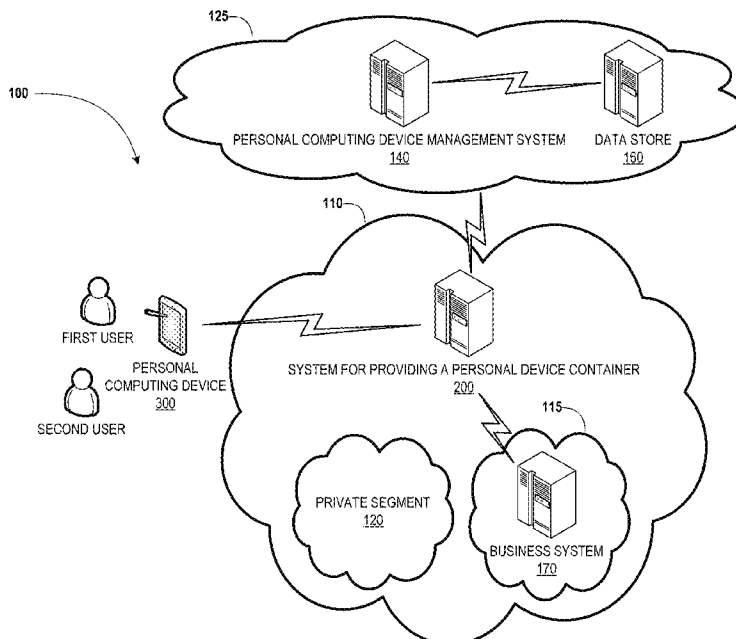 125
100
PERSONAL COMPUTING DEVICE MANAGEMENT SYSTEM
140
DATA STORE
160
110
FIRST USER
PERSONAL
COMPUTING DEVICE
300
SECOND USER
SYSTEM FOR PROVIDING A PERSONAL DEVICE CONTAINER
200
115
PRIVATE SEGMENT
120
BUSINESS SYSTEM
170